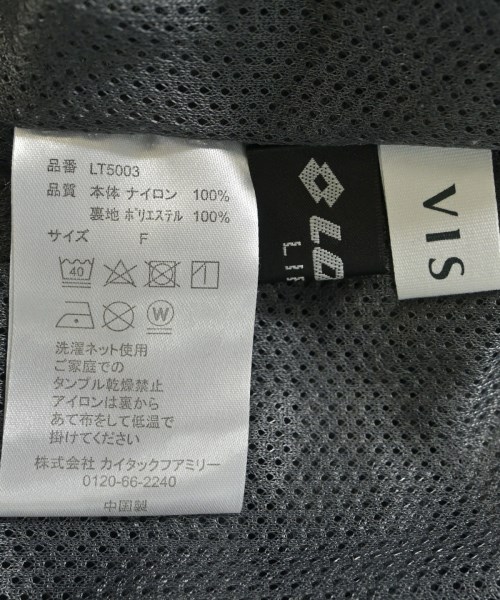 品番 LT5003
品質 本体 ナイロン 100%
裏地 ポリエステル 100%
サイズ F
40
W
洗濯ネット使用
ご家庭での
タンブル乾燥禁止
アイロンは裏から
あて布をして低温で
掛けてください
株式会社 カイタックファミリー
0120-66-2240
中国製
LO
LI
VIS